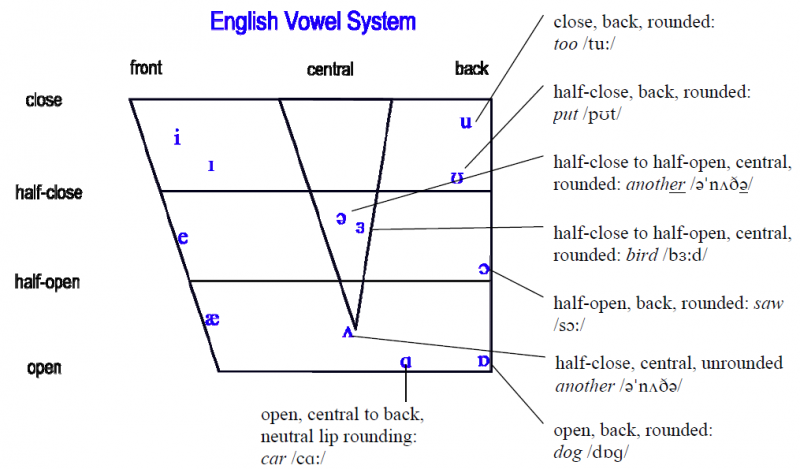 English Vowel System
front
central
back
close
half-close
half-open
open
i
ɪ
e
æ
u
ʊ
ə
ɜ
ɔ
ʌ
ɑ
ɒ
close, back, rounded:
too /tu:/
half-close, back, rounded:
put /pʊt/
half-close to half-open, central,
rounded: another /əˈnʌðə/
half-close to half-open, central,
rounded: bird /bɜ:d/
half-open, back, rounded: saw
/sɔ:/
half-close, central, unrounded
another /əˈnʌðə/
open, back, rounded:
dog /dɒg/
open, central to back,
neutral lip rounding:
car /cɑ:/